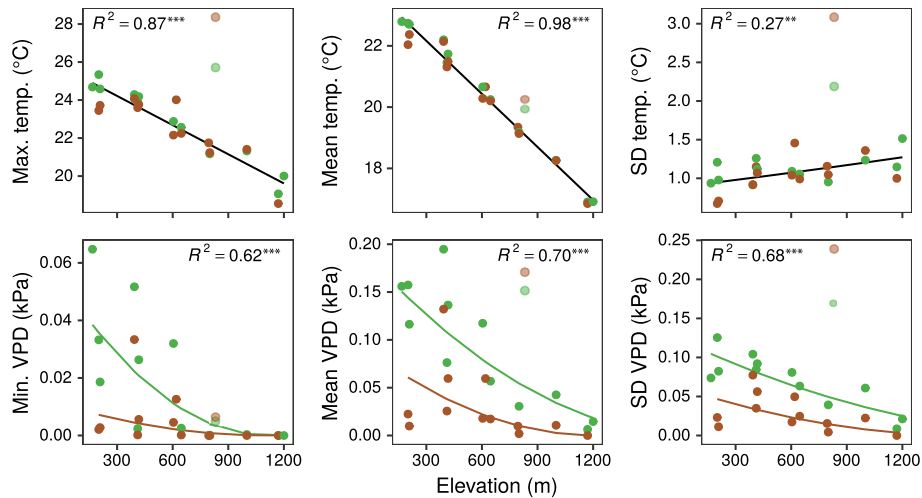 Max. temp. (°C)
28
26
24
22
20
R² = 0.87***
Mean temp. (°C)
22
20
18
R² = 0.98***
SD temp. (°C)
3.0
2.5
2.0
1.5
1.0
R² = 0.27**
Min. VPD (kPa)
0.06
0.04
0.02
0.00
R² = 0.62***
300 600 900 1200
Mean VPD (kPa)
0.20
0.15
0.10
0.05
0.00
R² = 0.70***
300 600 900 1200
SD VPD (kPa)
0.25
0.20
0.15
0.10
0.05
0.00
R² = 0.68***
300 600 900 1200
Elevation (m)